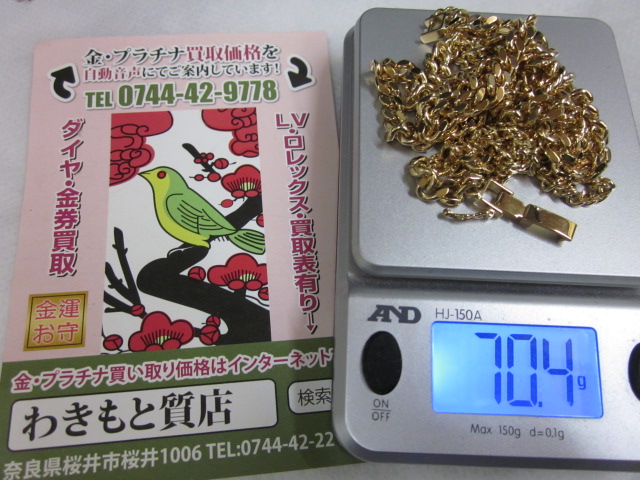 金・プラチナ買取価格を
自動音声にてご案内しています!
TEL 0744-42-9778
ダイヤ・金券買取
LV・ロレックス・買取表有り→
金運
お守
金・プラチナ買い取り価格はインターネット
わきもと質店
検索
奈良県桜井市桜井1006 TEL:0744-42-22
AND HJ-150A
70.4g
ON/OFF
Max 150g d=0.1g